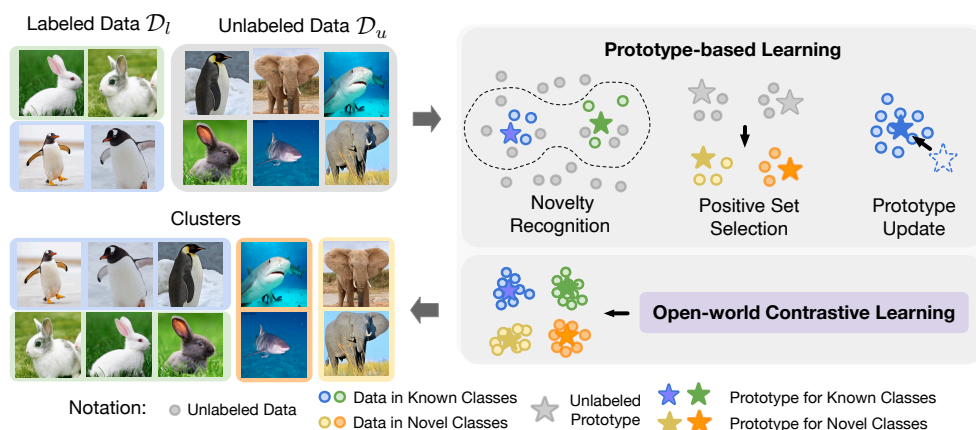 Labeled Data 𝒟ₗ
Unlabeled Data 𝒟ᵤ
Prototype-based Learning
Novelty
Recognition
Positive Set
Selection
Prototype
Update
Clusters
Open-world Contrastive Learning
Notation:
Unlabeled Data
Data in Known Classes
Data in Novel Classes
Unlabeled
Prototype
Prototype for Known Classes
Prototype for Novel Classes